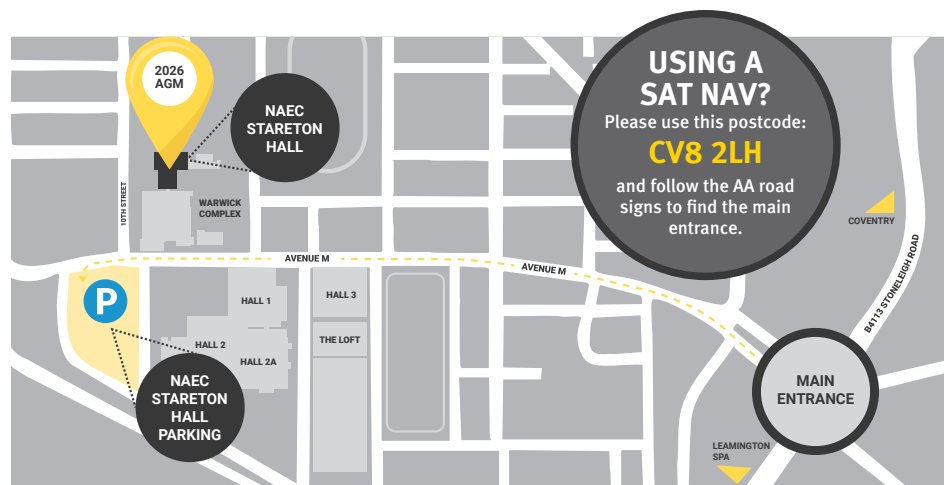 2026
AGM
NAEC
STARETON
HALL
USING A
SAT NAV?
Please use this postcode:
CV8 2LH
and follow the AA road
signs to find the main
entrance.
10TH STREET
WARWICK
COMPLEX
COVENTRY
B4113 STONELEIGH ROAD
AVENUE M
AVENUE M
P
HALL 1
HALL 3
HALL 2
THE LOFT
HALL 2A
NAEC
STARETON
HALL
PARKING
MAIN
ENTRANCE
LEAMINGTON
SPA